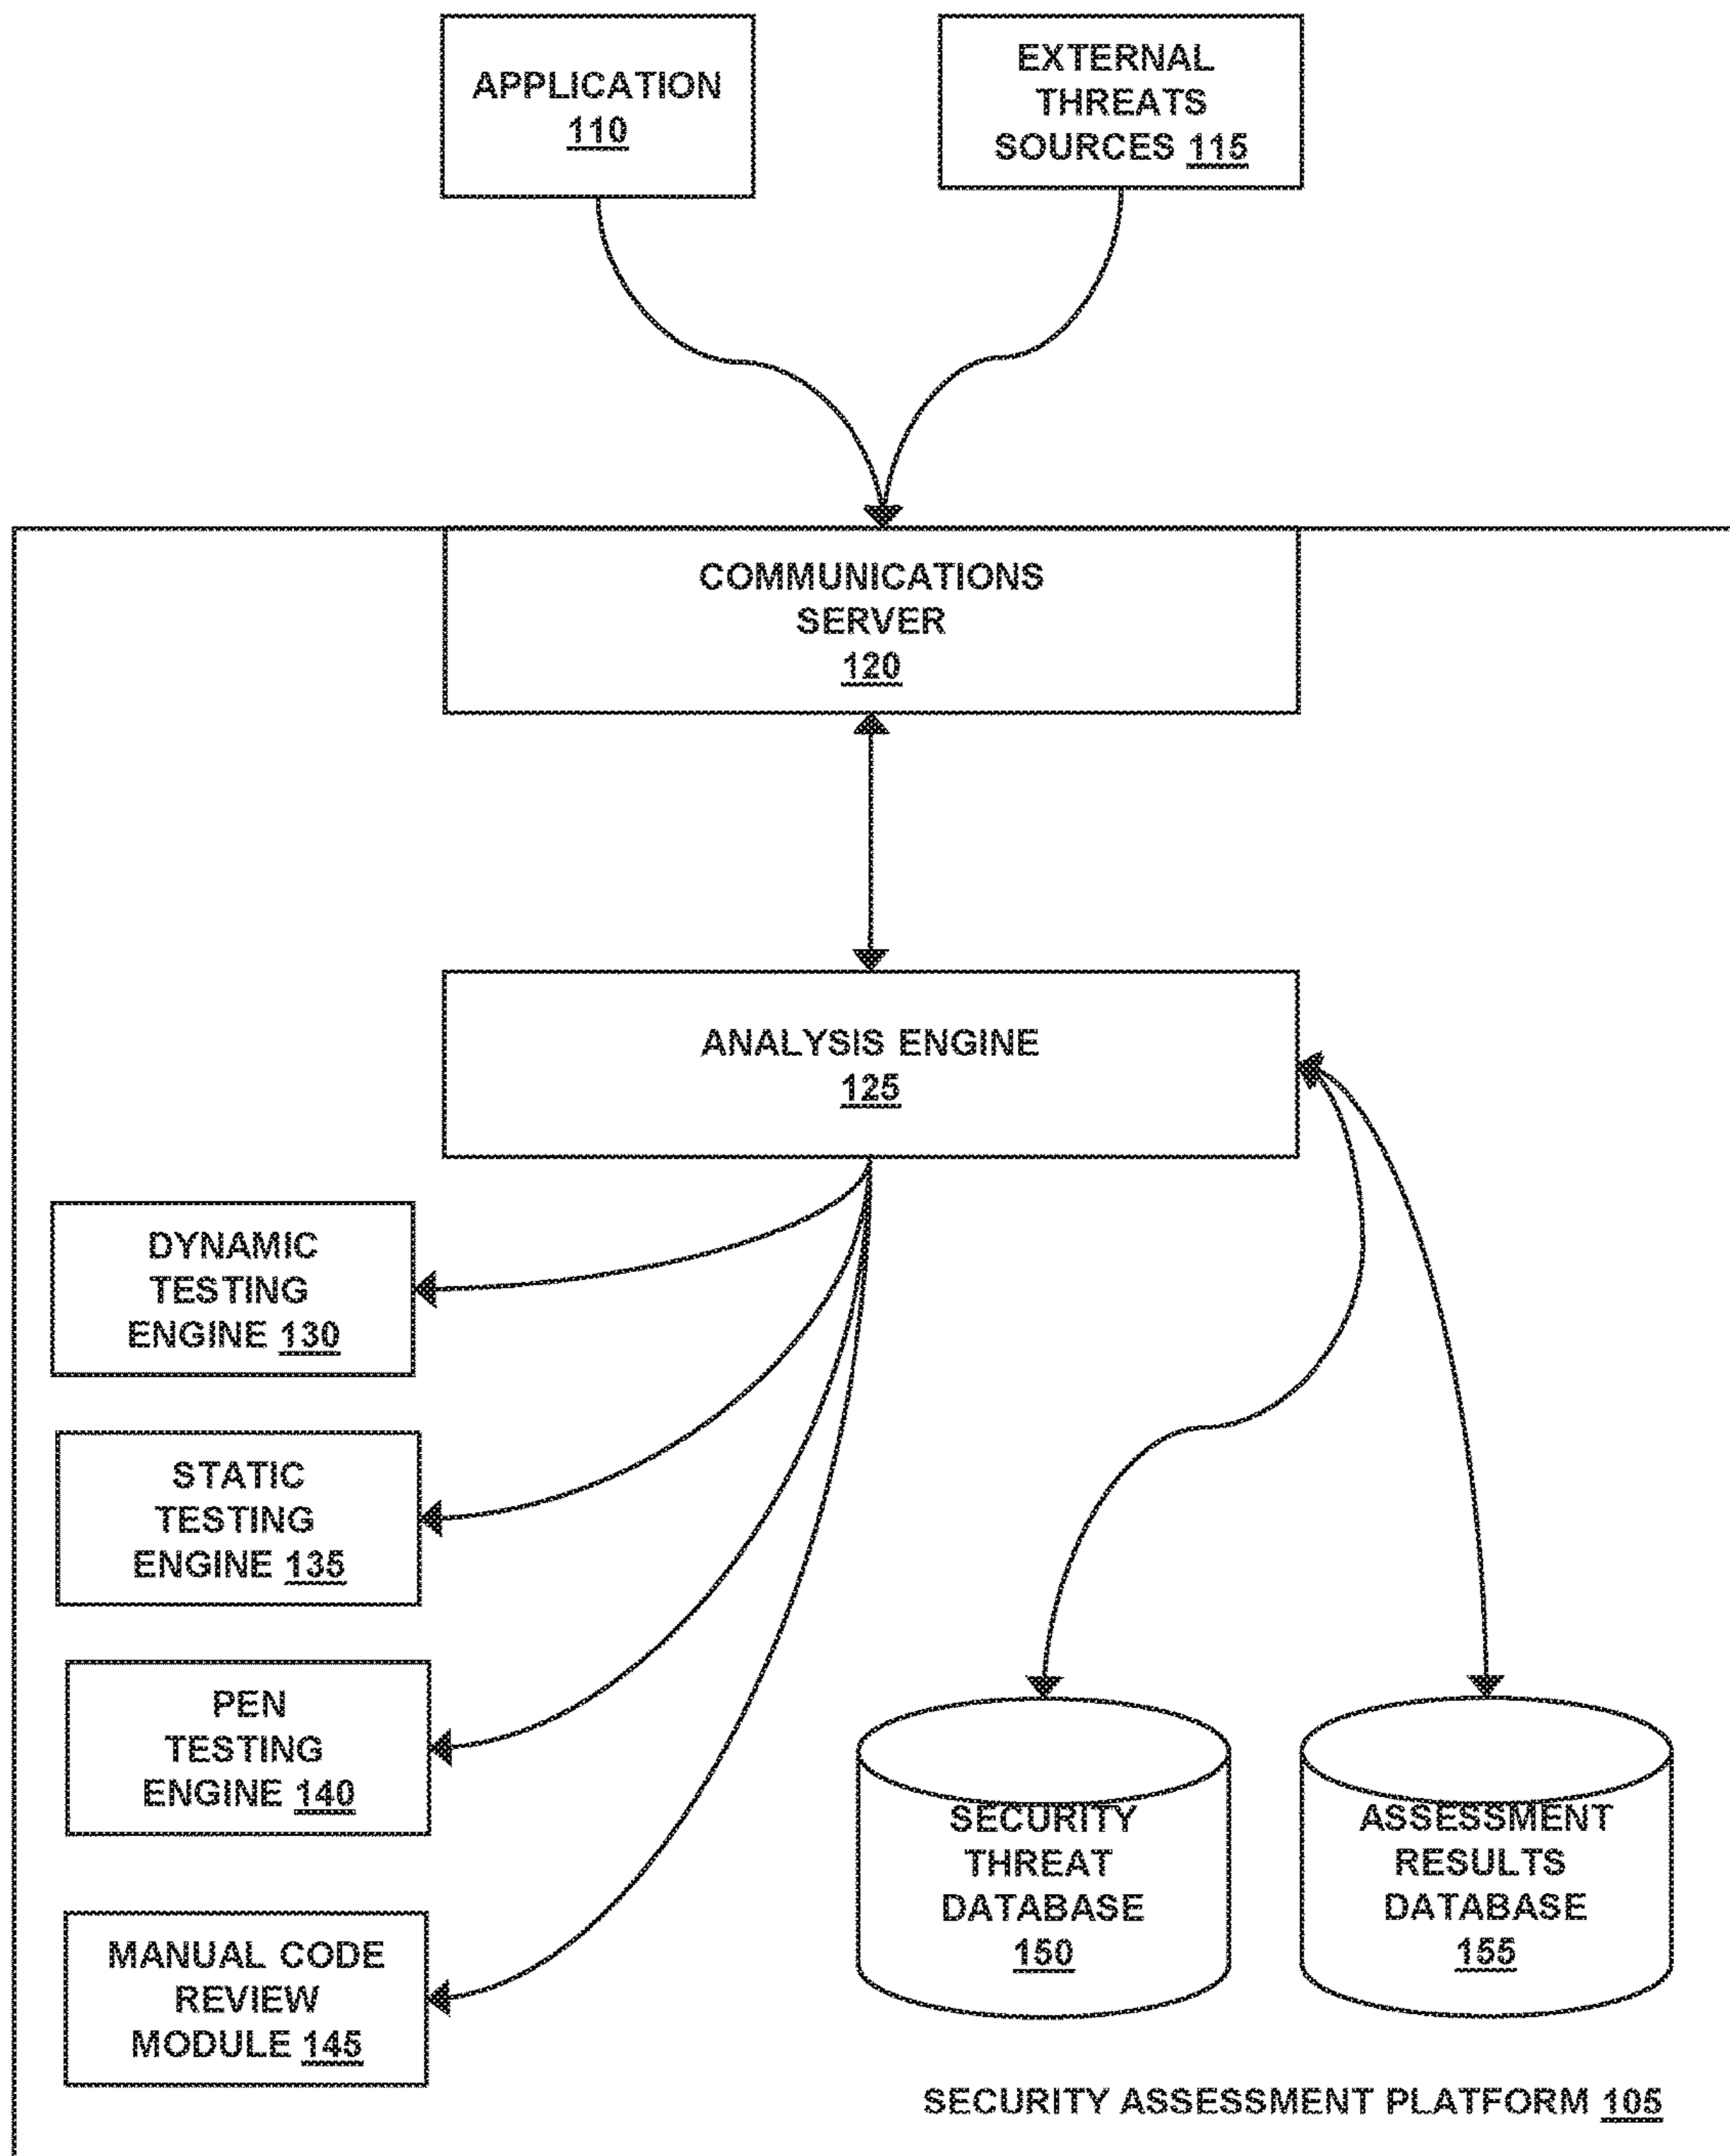 APPLICATION
110
EXTERNAL
THREATS
SOURCES 115
COMMUNICATIONS
SERVER
120
ANALYSIS ENGINE
125
DYNAMIC
TESTING
ENGINE 130
STATIC
TESTING
ENGINE 135
PEN
TESTING
ENGINE 140
MANUAL CODE
REVIEW
MODULE 145
SECURITY
THREAT
DATABASE
150
ASSESSMENT
RESULTS
DATABASE
155
SECURITY ASSESSMENT PLATFORM 105